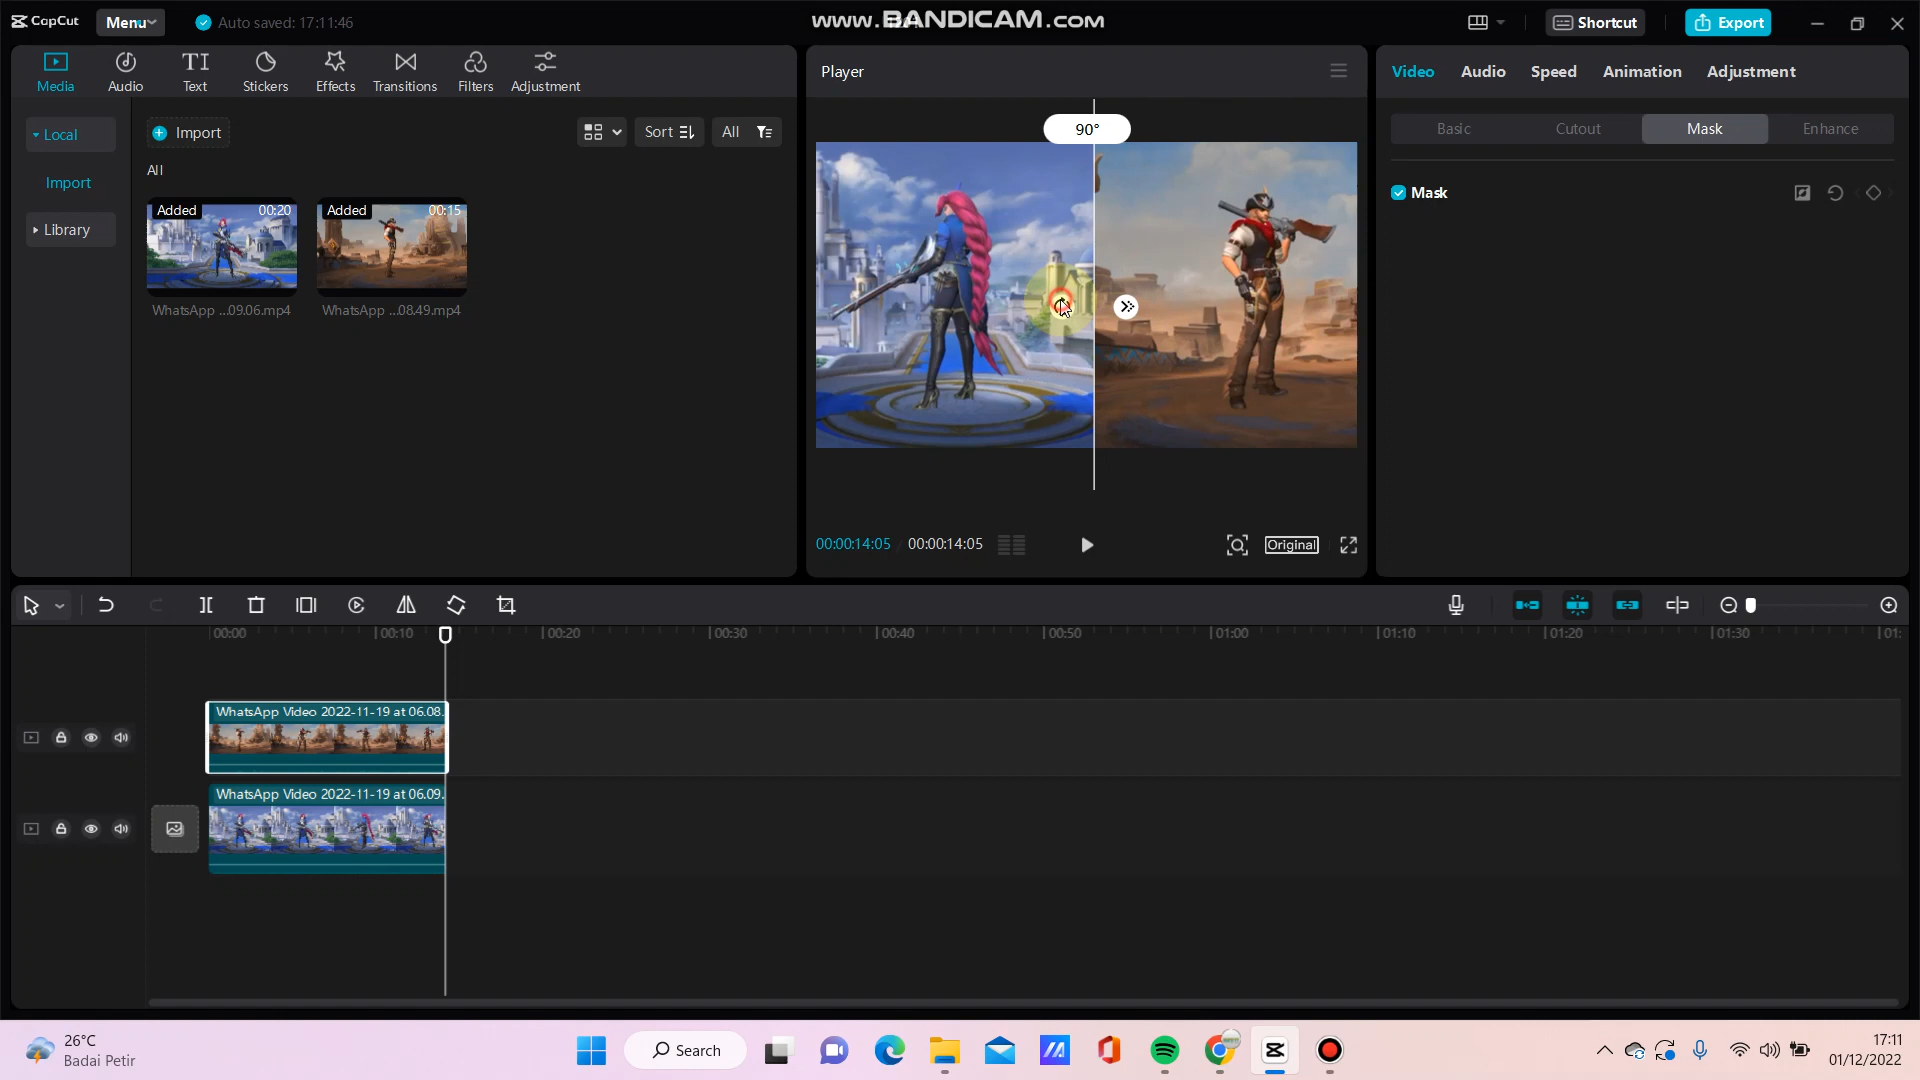 CapCut
Menu
Auto saved: 17:11:46
www.BANDICAM.com
Shortcut
Export
Media
Audio
Text
Stickers
Effects
Transitions
Filters
Adjustment
Player
Video
Audio
Speed
Animation
Adjustment
Local
Import
Library
Import
Sort
All
All
Added
00:20
Added
00:15
WhatsApp ...09.06.mp4
WhatsApp ...08.49.mp4
90°
Basic
Cutout
Mask
Enhance
Mask
00:00:14:05
00:00:14:05
Original
00:00
00:10
00:20
00:30
00:40
00:50
01:00
01:10
01:20
01:30
01:
WhatsApp Video 2022-11-19 at 06.08.
WhatsApp Video 2022-11-19 at 06.09.
26°C
Badai Petir
Search
17:11
01/12/2022